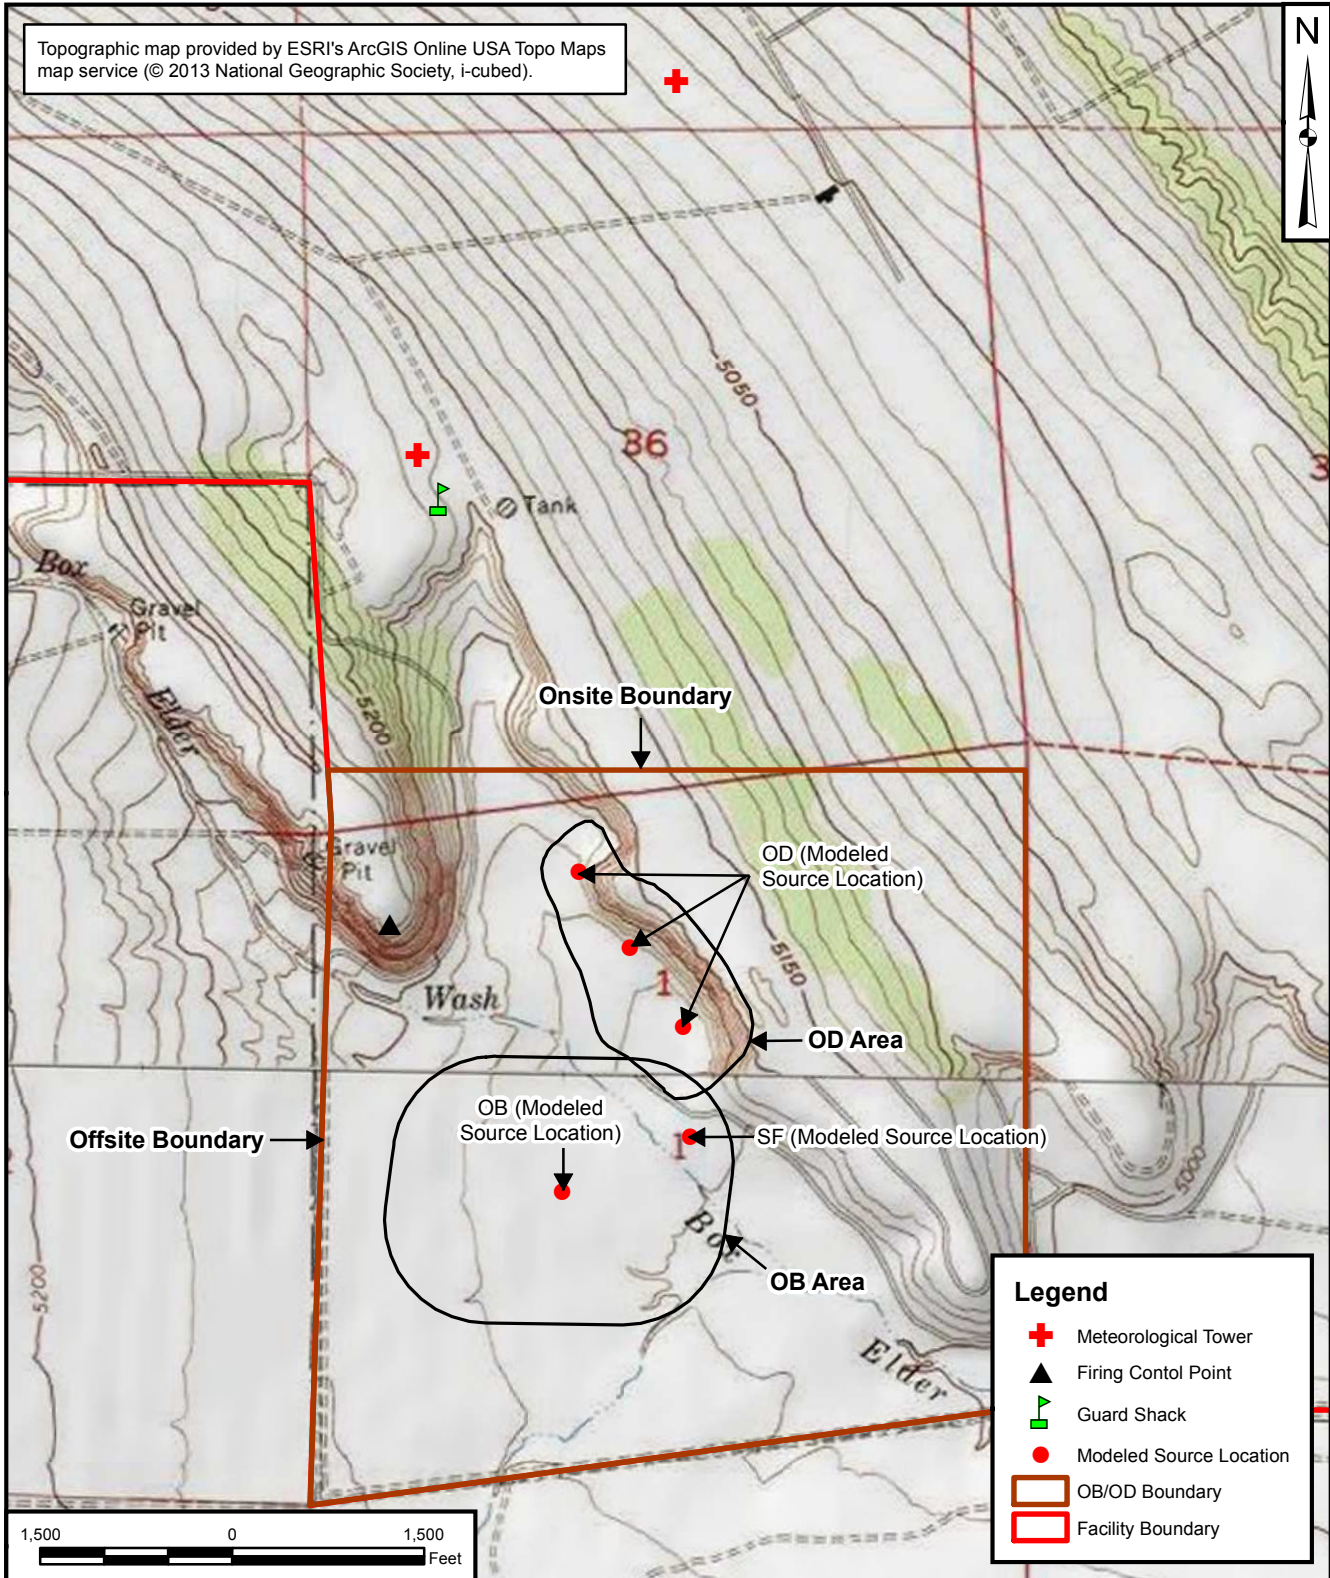 Topographic map provided by ESRI's ArcGIS Online USA Topo Maps
map service (© 2013 National Geographic Society, i-cubed).
N
5050
36
3
Tank
Box
Gravel
Pit
Elder
5200
Onsite Boundary
Gravel
Pit
OD (Modeled
Source Location)
5150
1
Wash
OD Area
OB (Modeled
Source Location)
Offsite Boundary
SF (Modeled Source Location)
1
5000
Box
OB Area
5200
Elder
Legend
Meteorological Tower
Firing Contol Point
Guard Shack
Modeled Source Location
OB/OD Boundary
Facility Boundary
1,500 0 1,500
Feet